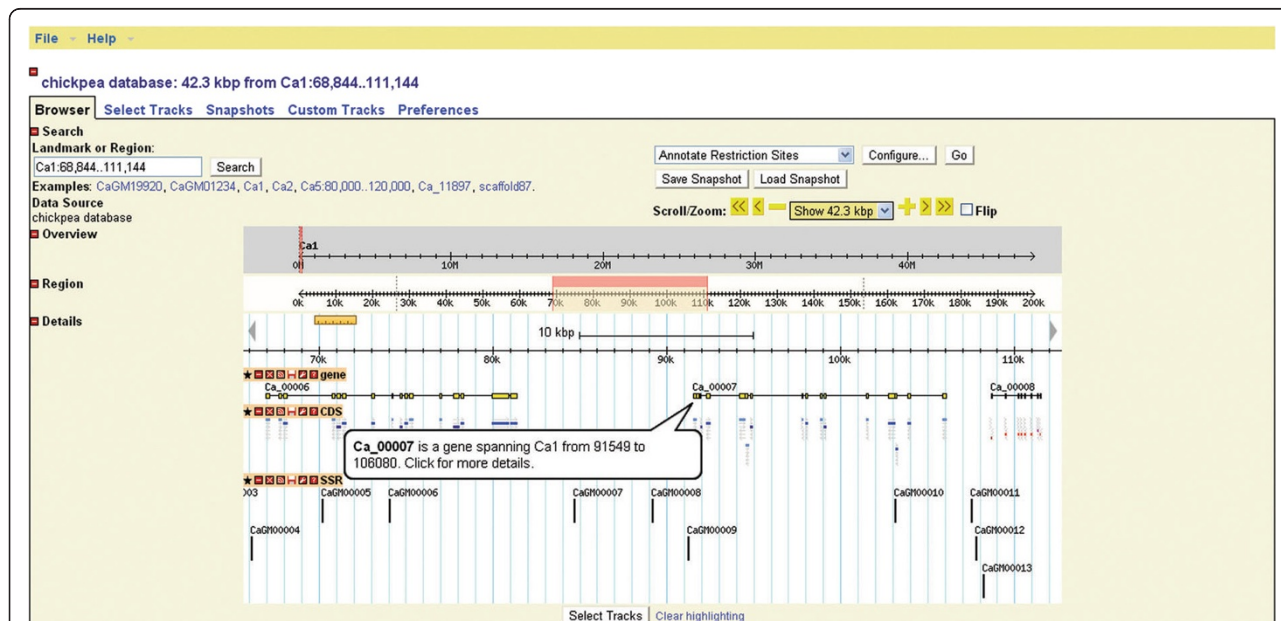 File Help
chickpea database: 42.3 kbp from Ca1:68,844..111,144
Browser Select Tracks Snapshots Custom Tracks Preferences
Search
Landmark or Region:
Ca1:68,844..111,144 Search
Annotate Restriction Sites Configure... Go
Save Snapshot Load Snapshot
Examples: CaGM19920, CaGM01234, Ca1, Ca2, Ca5:80,000..120,000, Ca_11897, scaffold87.
Data Source
chickpea database
Scroll/Zoom: << < Show 42.3 kbp > >> Flip
Overview
Ca1
0M 10M 20M 30M 40M
Region
0k 10k 20k 30k 40k 50k 60k 70k 80k 90k 100k 110k 120k 130k 140k 150k 160k 170k 180k 190k 200k
Details
10 kbp
70k 80k 90k 100k 110k
gene
Ca_00006 Ca_00007 Ca_00008
CDS
Ca_00007 is a gene spanning Ca1 from 91549 to
106080. Click for more details.
SSR
003 CaGM00005 CaGM00006 CaGM00007 CaGM00008 CaGM00010 CaGM00011
CaGM00004 CaGM00009 CaGM00012
CaGM00013
Select Tracks Clear highlighting